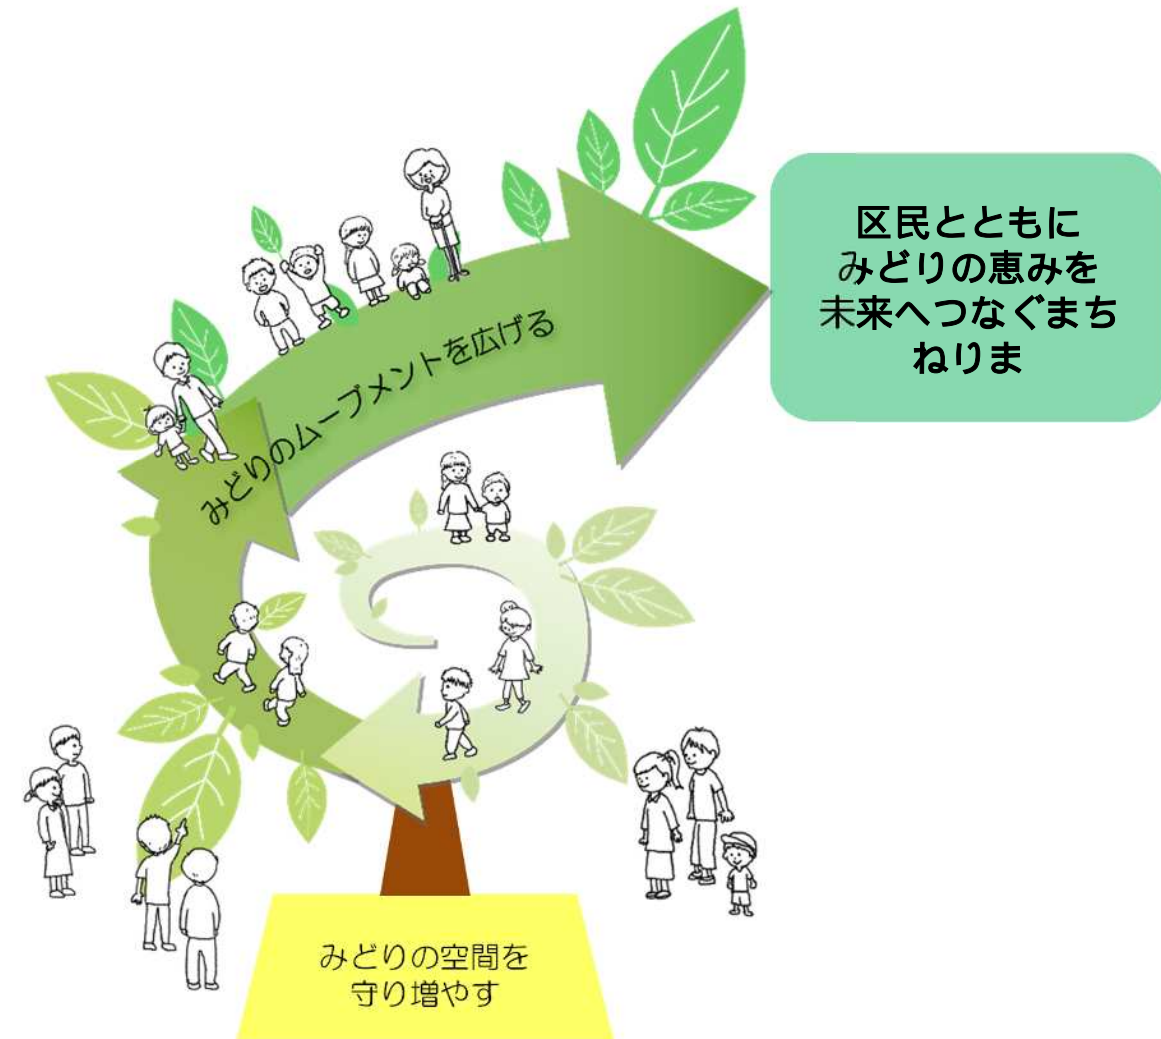 区民とともに
みどりの恵みを
未来へつなぐまち
ねりま
みどりのムーブメントを広げる
みどりの空間を
守り増やす